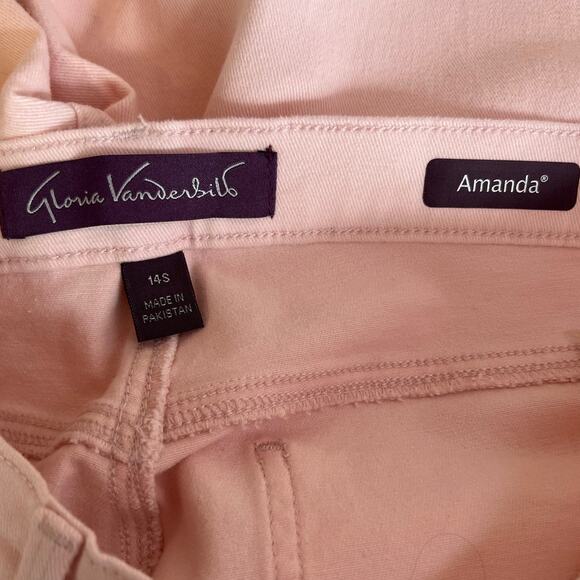 Gloria Vanderbilt
Amanda®
14S
MADE IN
PAKISTAN